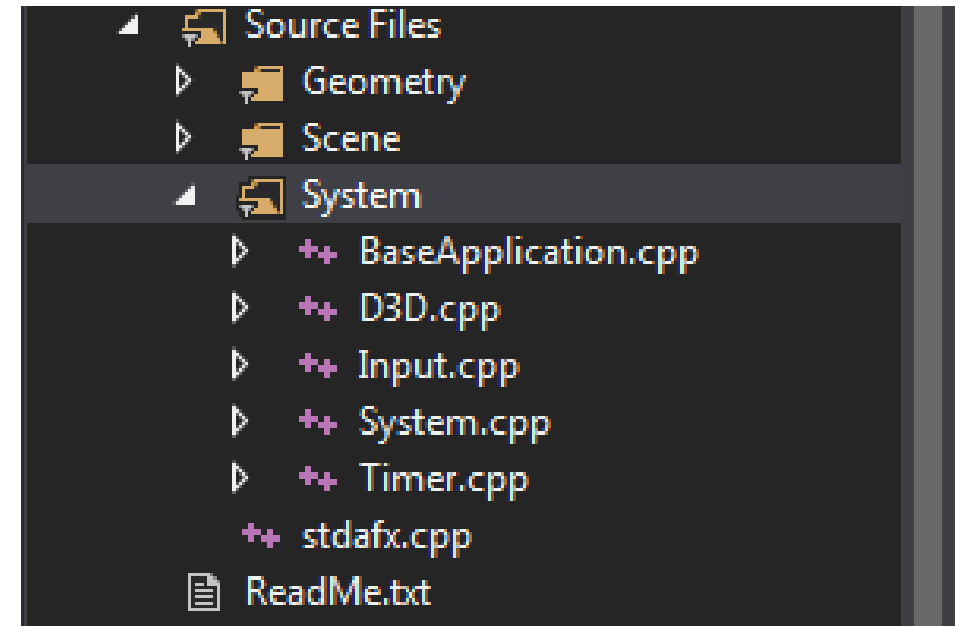 Source Files
Geometry
Scene
System
BaseApplication.cpp
D3D.cpp
Input.cpp
System.cpp
Timer.cpp
stdafx.cpp
ReadMe.txt